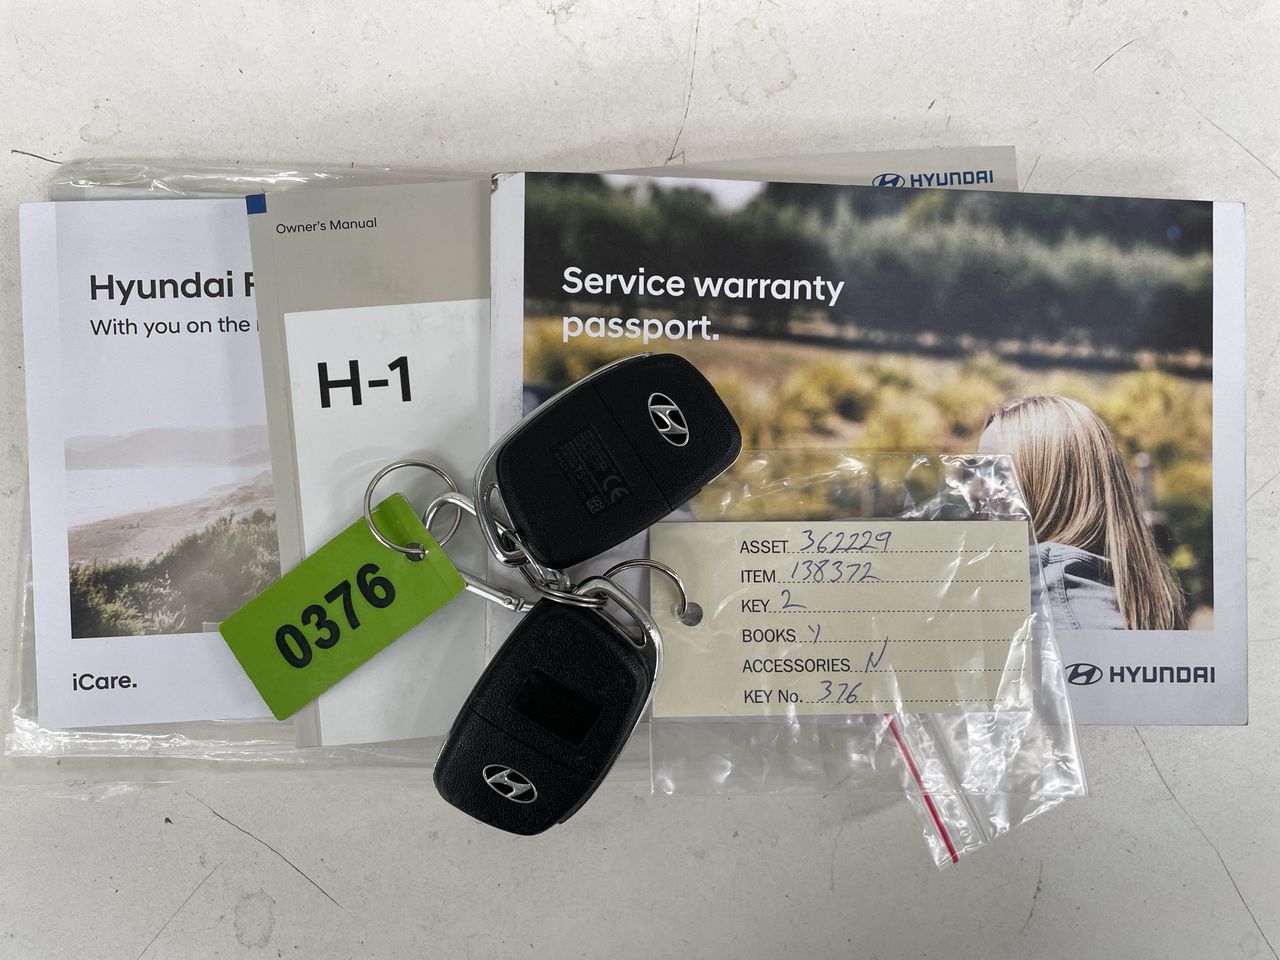 HYUNDAI
Owner's Manual
Hyundai
With you on the
H-1
Service warranty
passport.
CE
0376
ASSET 362229
ITEM 138372
KEY 2
BOOKS Y
ACCESSORIES N
KEY No. 376
iCare.
HYUNDAI